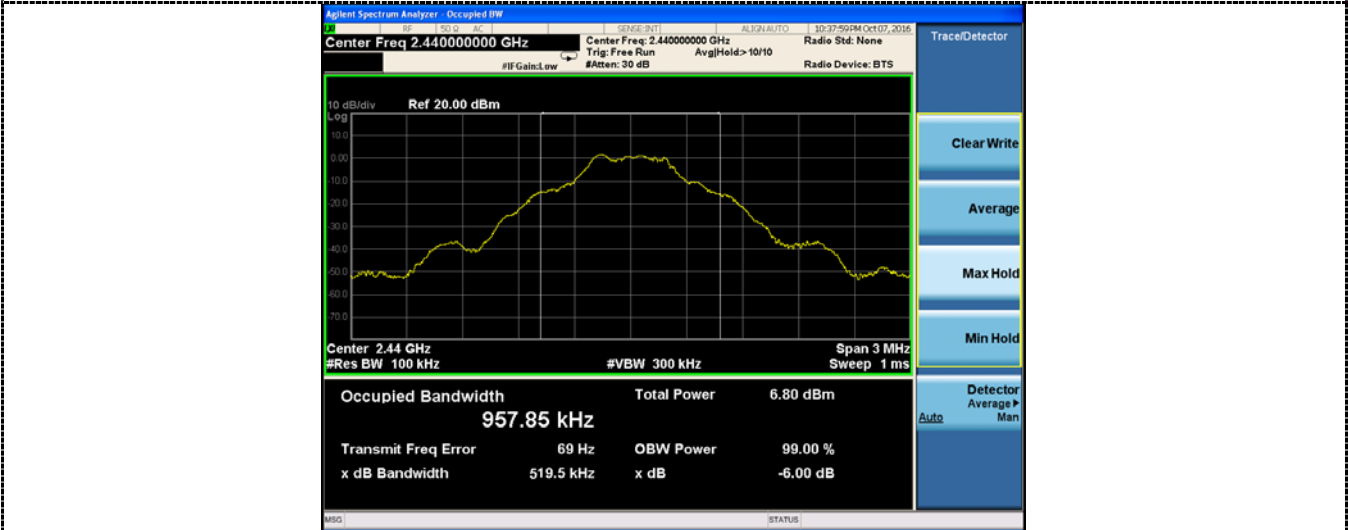 Agilent Spectrum Analyzer - Occupied BW
RF 50 Ω AC SENSE:INT ALIGN AUTO 10:37:59 PM Oct 07, 2016
Center Freq 2.440000000 GHz
Center Freq: 2.440000000 GHz
Radio Std: None
Trig: Free Run Avg|Hold:> 10/10
#IFGain:Low
#Atten: 30 dB
Radio Device: BTS
10 dB/div Ref 20.00 dBm
Log
10.0
0.00
-10.0
-20.0
-30.0
-40.0
-50.0
-60.0
-70.0
Center 2.44 GHz
Span 3 MHz
#Res BW 100 kHz
#VBW 300 kHz
Sweep 1 ms
Occupied Bandwidth
957.85 kHz
Total Power 6.80 dBm
Transmit Freq Error 69 Hz
OBW Power 99.00 %
x dB Bandwidth 519.5 kHz
x dB -6.00 dB
MSG
STATUS
Trace/Detector
Clear Write
Average
Max Hold
Min Hold
Detector
Average▶
Auto Man